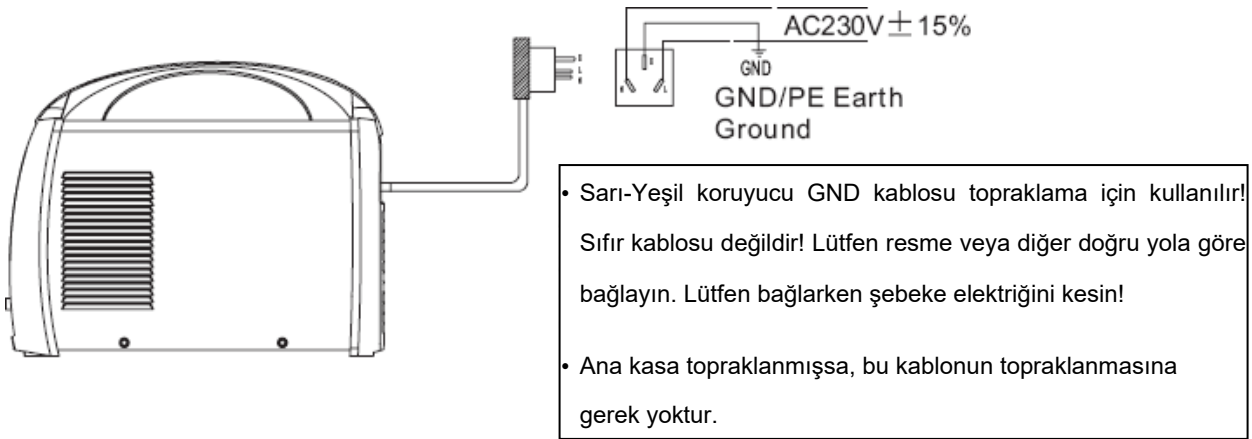 AC230V±15%
E
L
N
E
N
L
GND
GND/PE Earth
Ground
• Sarı-Yeşil koruyucu GND kablosu topraklama için kullanılır!
Sıfır kablosu değildir! Lütfen resme veya diğer doğru yola göre
bağlayın. Lütfen bağlarken şebeke elektriğini kesin!
• Ana kasa topraklanmışsa, bu kablonun topraklanmasına
gerek yoktur.